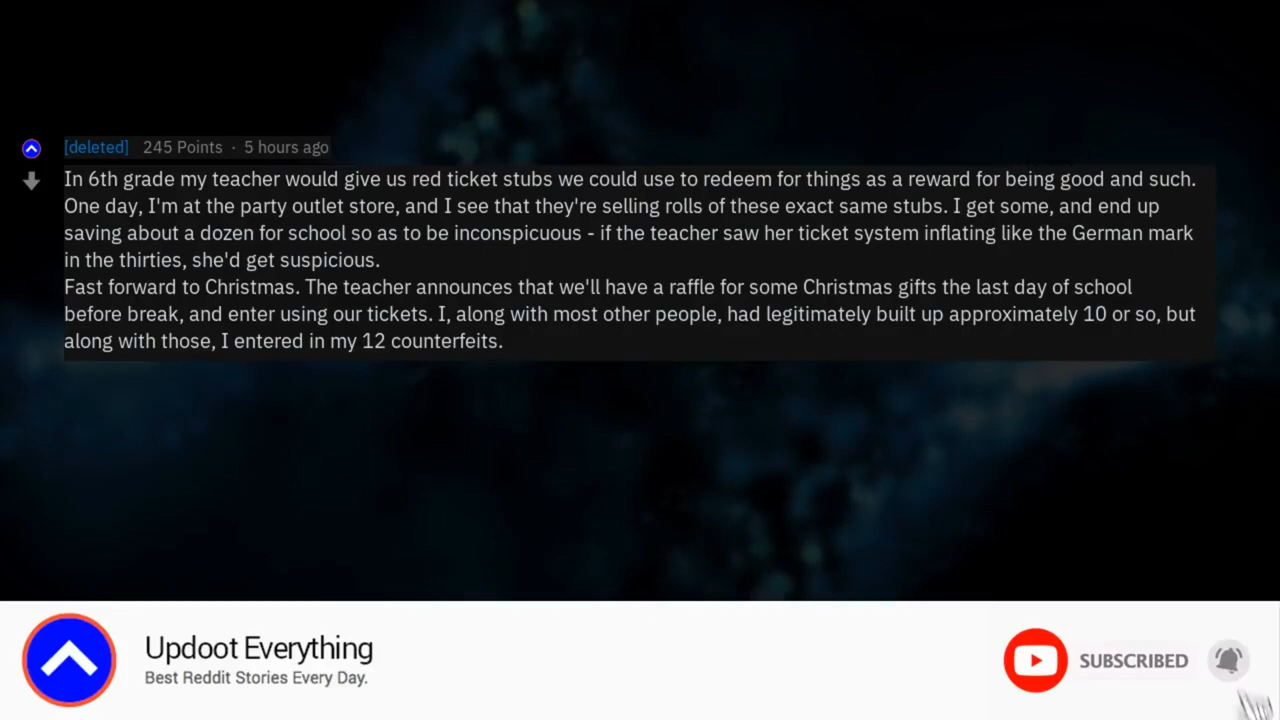 [deleted] 245 Points · 5 hours ago
In 6th grade my teacher would give us red ticket stubs we could use to redeem for things as a reward for being good and such.
One day, I'm at the party outlet store, and I see that they're selling rolls of these exact same stubs. I get some, and end up
saving about a dozen for school so as to be inconspicuous - if the teacher saw her ticket system inflating like the German mark
in the thirties, she'd get suspicious.
Fast forward to Christmas. The teacher announces that we'll have a raffle for some Christmas gifts the last day of school
before break, and enter using our tickets. I, along with most other people, had legitimately built up approximately 10 or so, but
along with those, I entered in my 12 counterfeits.
Updoot Everything
Best Reddit Stories Every Day.
SUBSCRIBED